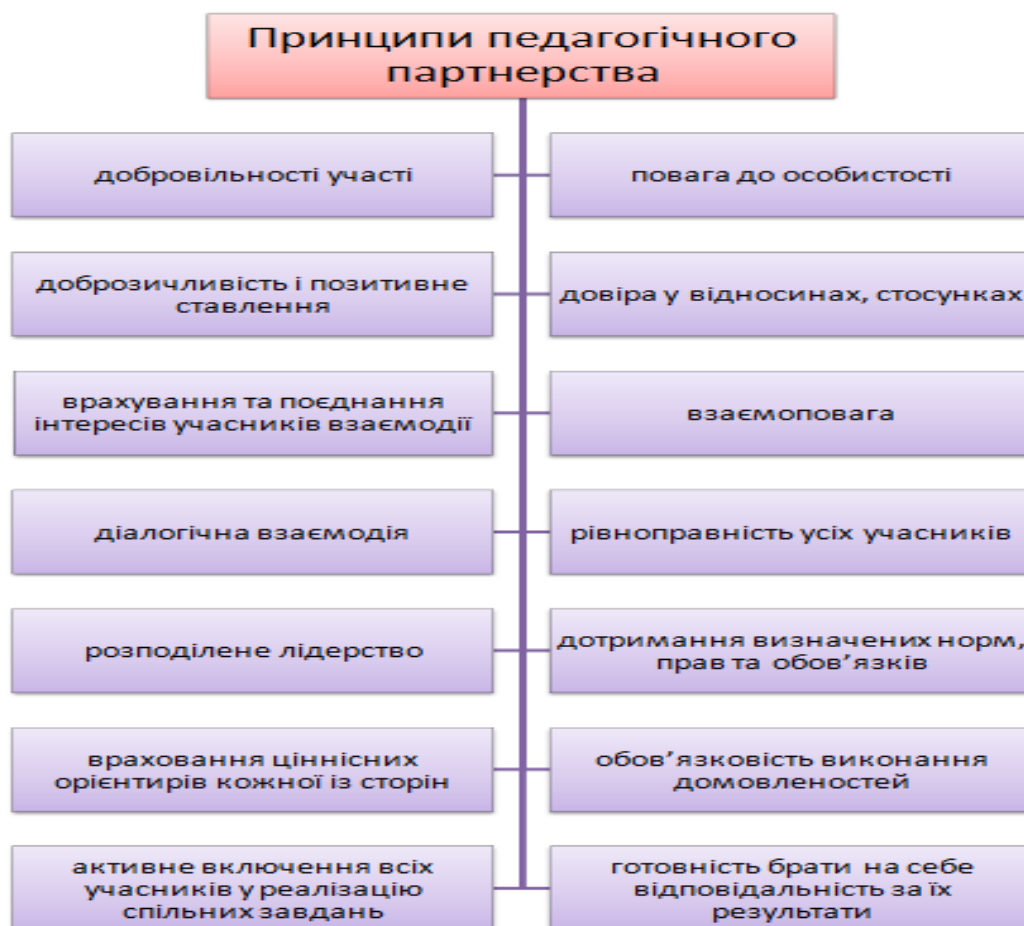 Принципи педагогічного
партнерства
добровільності участі
повага до особистості
доброзичливість і позитивне
ставлення
довіра у відносинах, стосунках
врахування та поєднання
інтересів учасників взаємодії
взаємоповага
діалогічна взаємодія
рівноправність усіх учасників
розподілене лідерство
дотримання визначених норм,
прав та обов’язків
враховання ціннісних
орієнтирів кожної із сторін
обов’язковість виконання
домовленостей
активне включення всіх
учасників у реалізацію
спільних завдань
готовність брати на себе
відповідальність за їх
результати